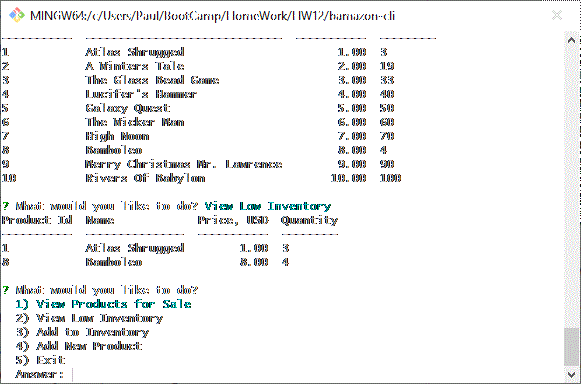 MINGW64:/c/Users/Paul/BootCamp/HomeWork/HW12/bamazon-cli
1 Atlas Shrugged 1.00 3
2 A Winters Tale 2.00 19
3 The Glass Bead Game 3.00 33
4 Lucifer's Hammer 4.00 40
5 Galaxy Quest 5.00 50
6 The Wicker Man 6.00 60
7 High Noon 7.00 70
8 Bamboleo 8.00 4
9 Merry Christmas Mr. Lawrence 9.00 90
10 Rivers Of Babylon 10.00 100
? What would you like to do? View Low Inventory
Product Id Name Price, USD Quantity
1 Atlas Shrugged 1.00 3
8 Bamboleo 8.00 4
? What would you like to do?
1) View Products for Sale
2) View Low Inventory
3) Add to Inventory
4) Add New Product
5) Exit
Answer: